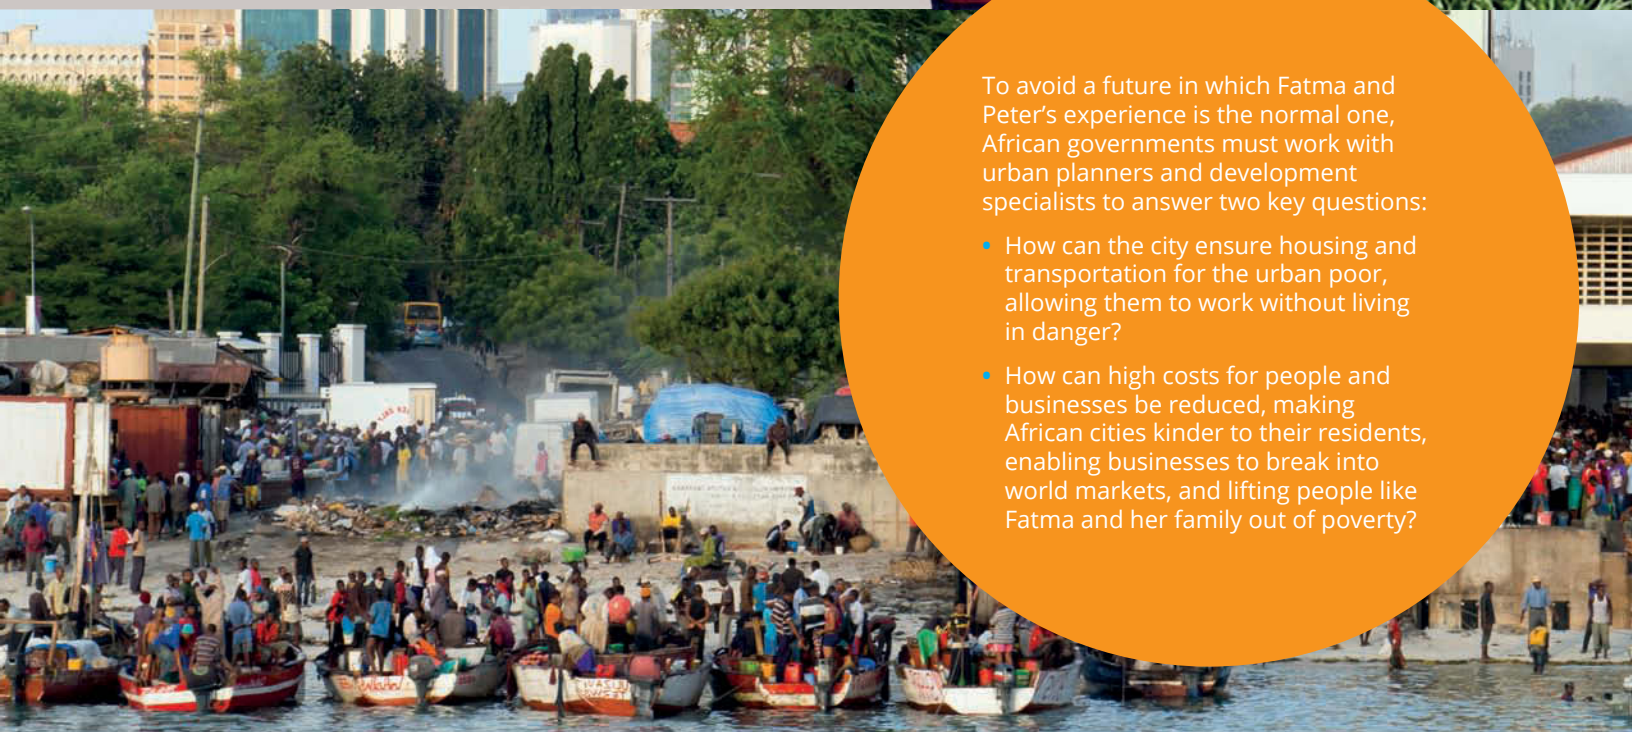 To avoid a future in which Fatma and
Peter’s experience is the normal one,
African governments must work with
urban planners and development
specialists to answer two key questions:
• How can the city ensure housing and
transportation for the urban poor,
allowing them to work without living
in danger?
• How can high costs for people and
businesses be reduced, making
African cities kinder to their residents,
enabling businesses to break into
world markets, and lifting people like
Fatma and her family out of poverty?